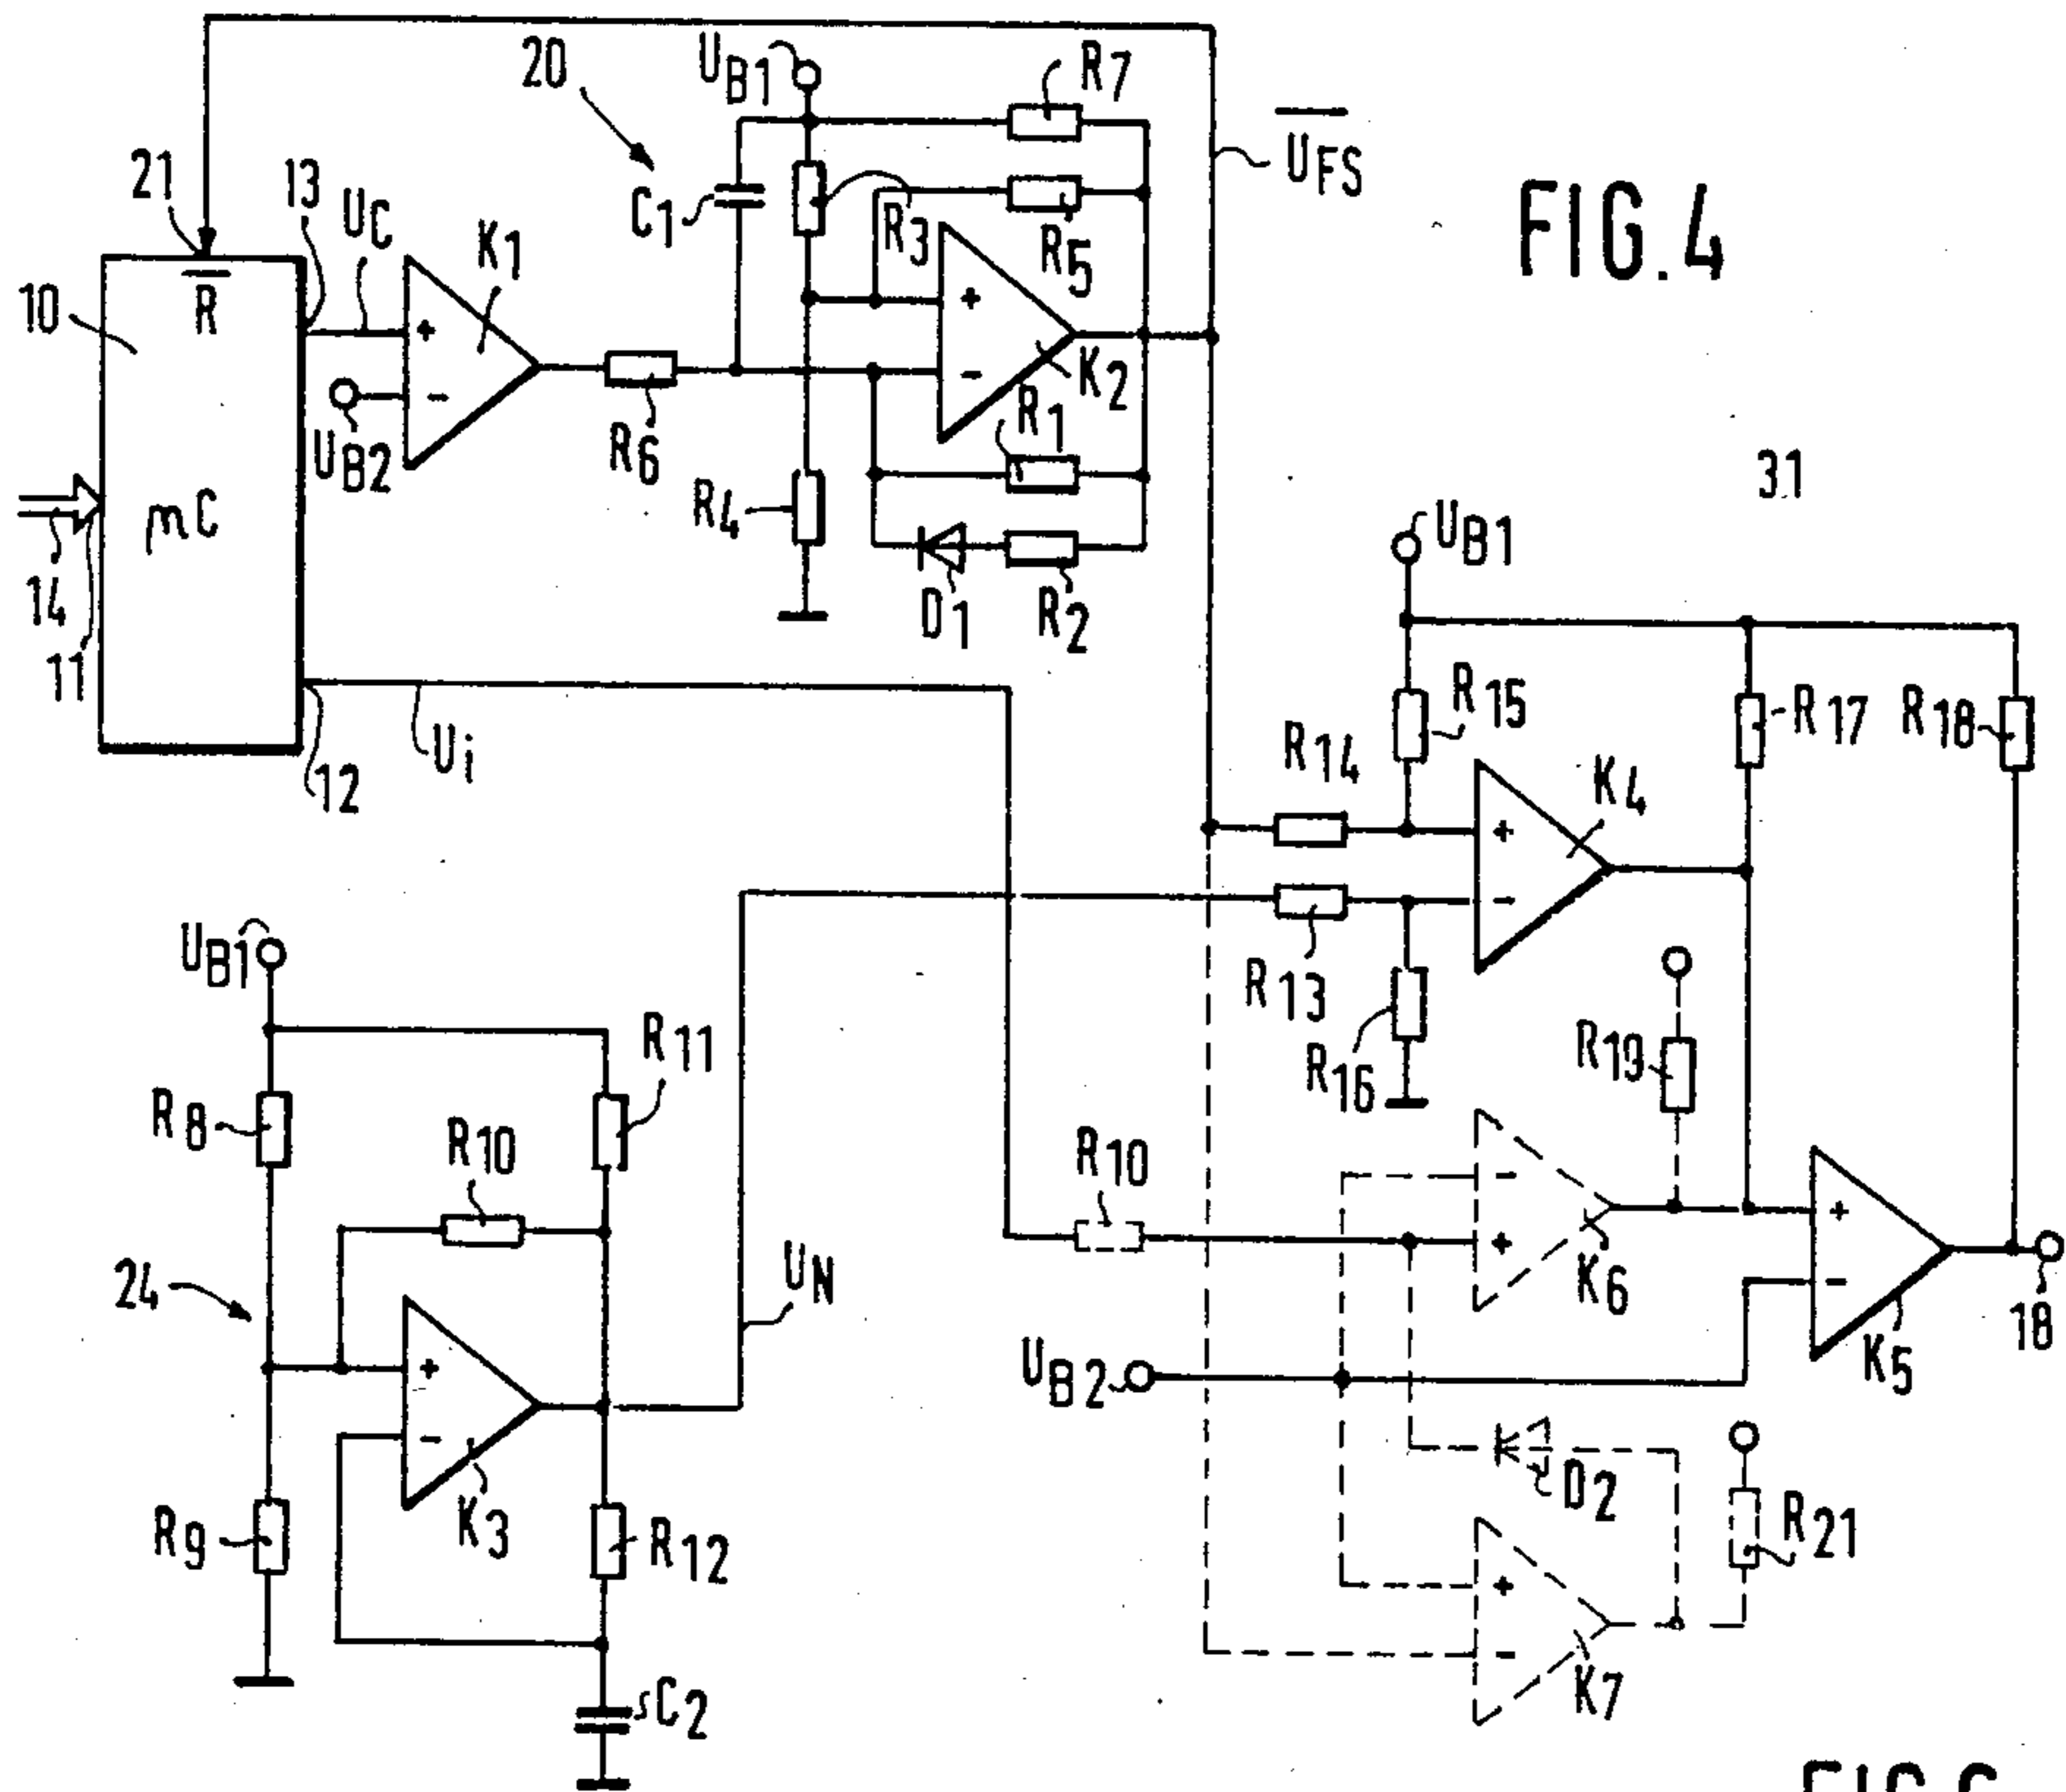 20
UB1
R7
UFS
FIG.4
21
13
UC
K1
C1
R3
R5
10
R
UB2
R6
K2
R1
31
mC
R4
14
11
D1
R2
UB1
Ui
12
R15
R17
R18
R14
K4
UB1
R13
R16
R19
R11
R8
R10
R10
24
UN
K6
18
UB2
K5
K3
R9
R12
D2
R21
C2
K7
+
-
+
-
+
-
+
-
-
+
+
-
+
-
+
-